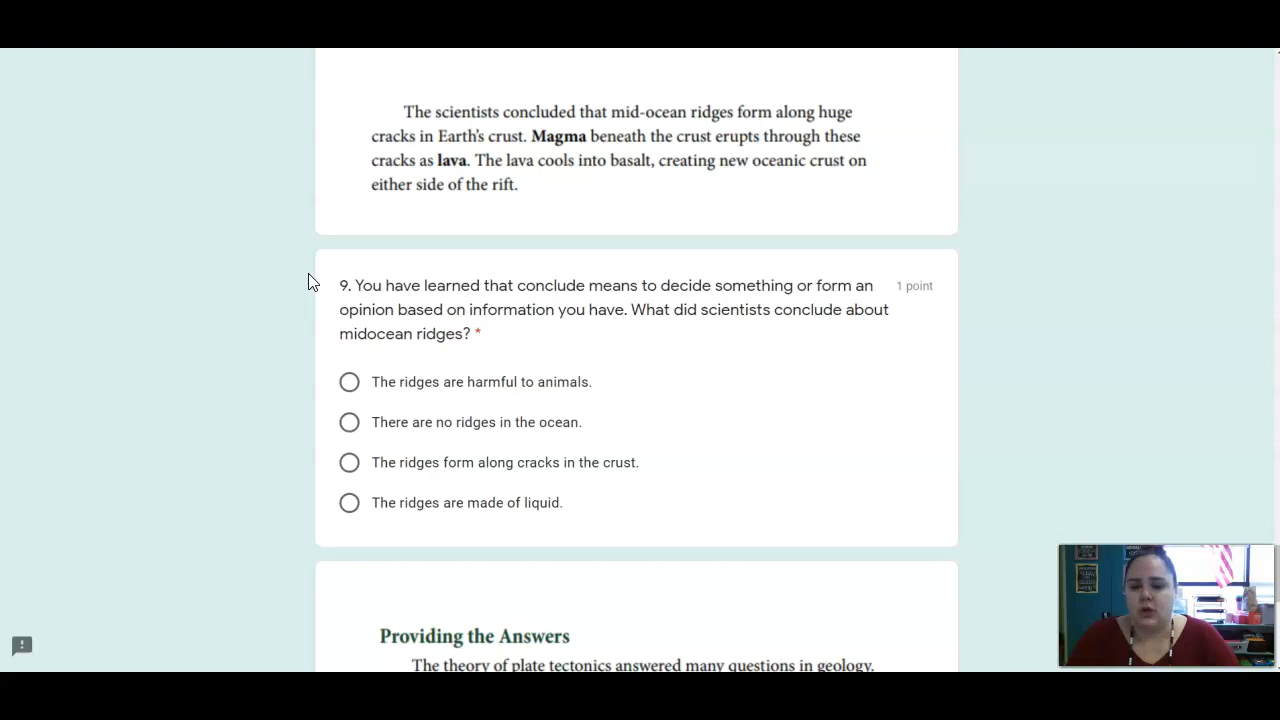 The scientists concluded that mid-ocean ridges form along huge
cracks in Earth's crust. Magma beneath the crust erupts through these
cracks as lava. The lava cools into basalt, creating new oceanic crust on
either side of the rift.
9. You have learned that conclude means to decide something or form an
1 point
opinion based on information you have. What did scientists conclude about
midocean ridges? *
The ridges are harmful to animals.
There are no ridges in the ocean.
The ridges form along cracks in the crust.
The ridges are made of liquid.
Providing the Answers
The theory of plate tectonics answered many questions in geology.